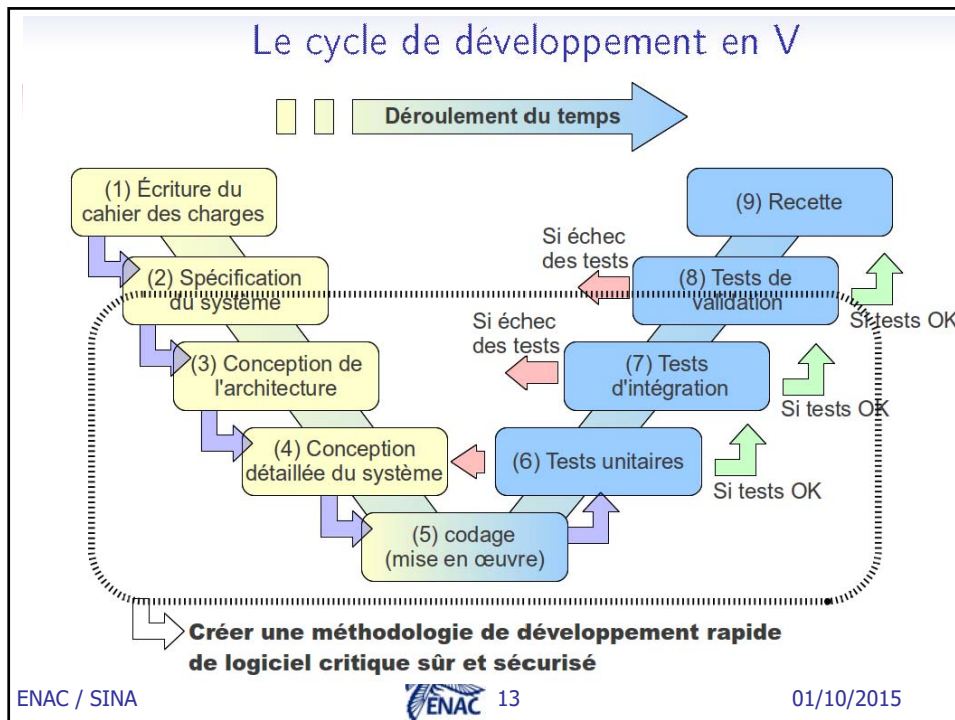 Le cycle de développement en V
Déroulement du temps
(1) Écriture du
cahier des charges
(9) Recette
Si échec
des tests
(2) Spécification
du système
(8) Tests de
validation
Si tests OK
Si échec
des tests
(3) Conception de
l'architecture
(7) Tests
d'intégration
Si tests OK
(4) Conception
détaillée du système
(6) Tests unitaires
Si tests OK
(5) codage
(mise en œuvre)
Créer une méthodologie de développement rapide
de logiciel critique sûr et sécurisé
ENAC / SINA
ENAC
13
01/10/2015